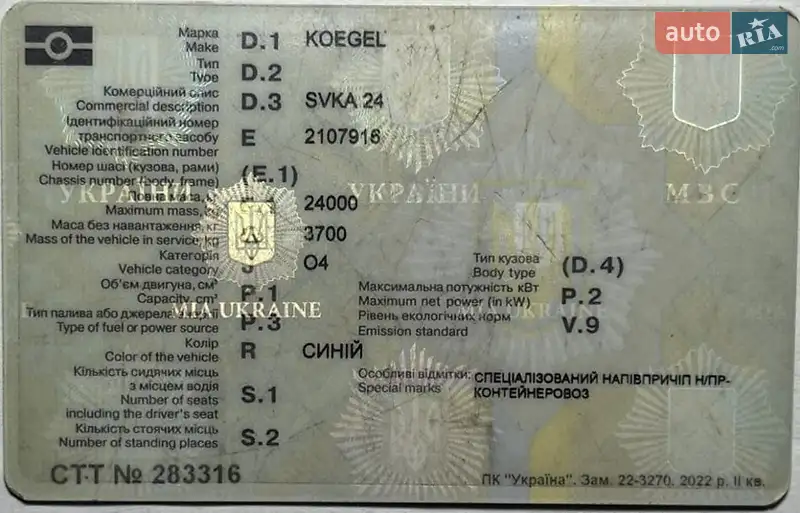 auto RIA.com
Марка
Make D.1 KOEGEL
Тип
Type D.2
Комерційний опис
Commercial description D.3 SVKA 24
Ідентифікаційний номер
транспортного засобу E 2107916
Vehicle identification number
Номер шасі (кузова, рами)
Chassis number (body, frame) (E.1)
УКРАЇНИ УКРАЇНИ МВС
Повна маса,
Maximum mass, 24000
Маса без навантаження, кг
Mass of the vehicle in service, kg 3700
Категорія
Vehicle category J O4
Тип кузова
Body type (D.4)
Об'єм двигуна, см³
Capacity, cm³ P.1
Максимальна потужність кВт
Maximum net power (in kW) P.2
MIA UKRAINE UKRAINE
Тип палива або джерела
Type of fuel or power source P.3
Рівень екологічних норм
Emission standard V.9
Колір
Color of the vehicle R СИНІЙ
Кількість сидячих місць
з місцем водія
Number of seats S.1
including the driver's seat
Особливі відмітки: СПЕЦІАЛІЗОВАНИЙ НАПІВПРИЧІП Н/ПР-
Special marks КОНТЕЙНЕРОВОЗ
Кількість стоячих місць
Number of standing places S.2
СТТ № 283316
ПК "Україна". Зам. 22-3270. 2022 р. II кв.